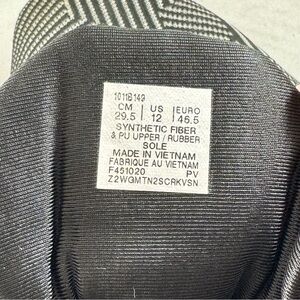 1011B149
CM | US | EURO
29.5 | 12 | 46.5
SYNTHETIC FIBER
& PU UPPER / RUBBER
SOLE
MADE IN VIETNAM
FABRIQUE AU VIETNAM
F451020 PV
Z2WGMTN2SCRKVSN